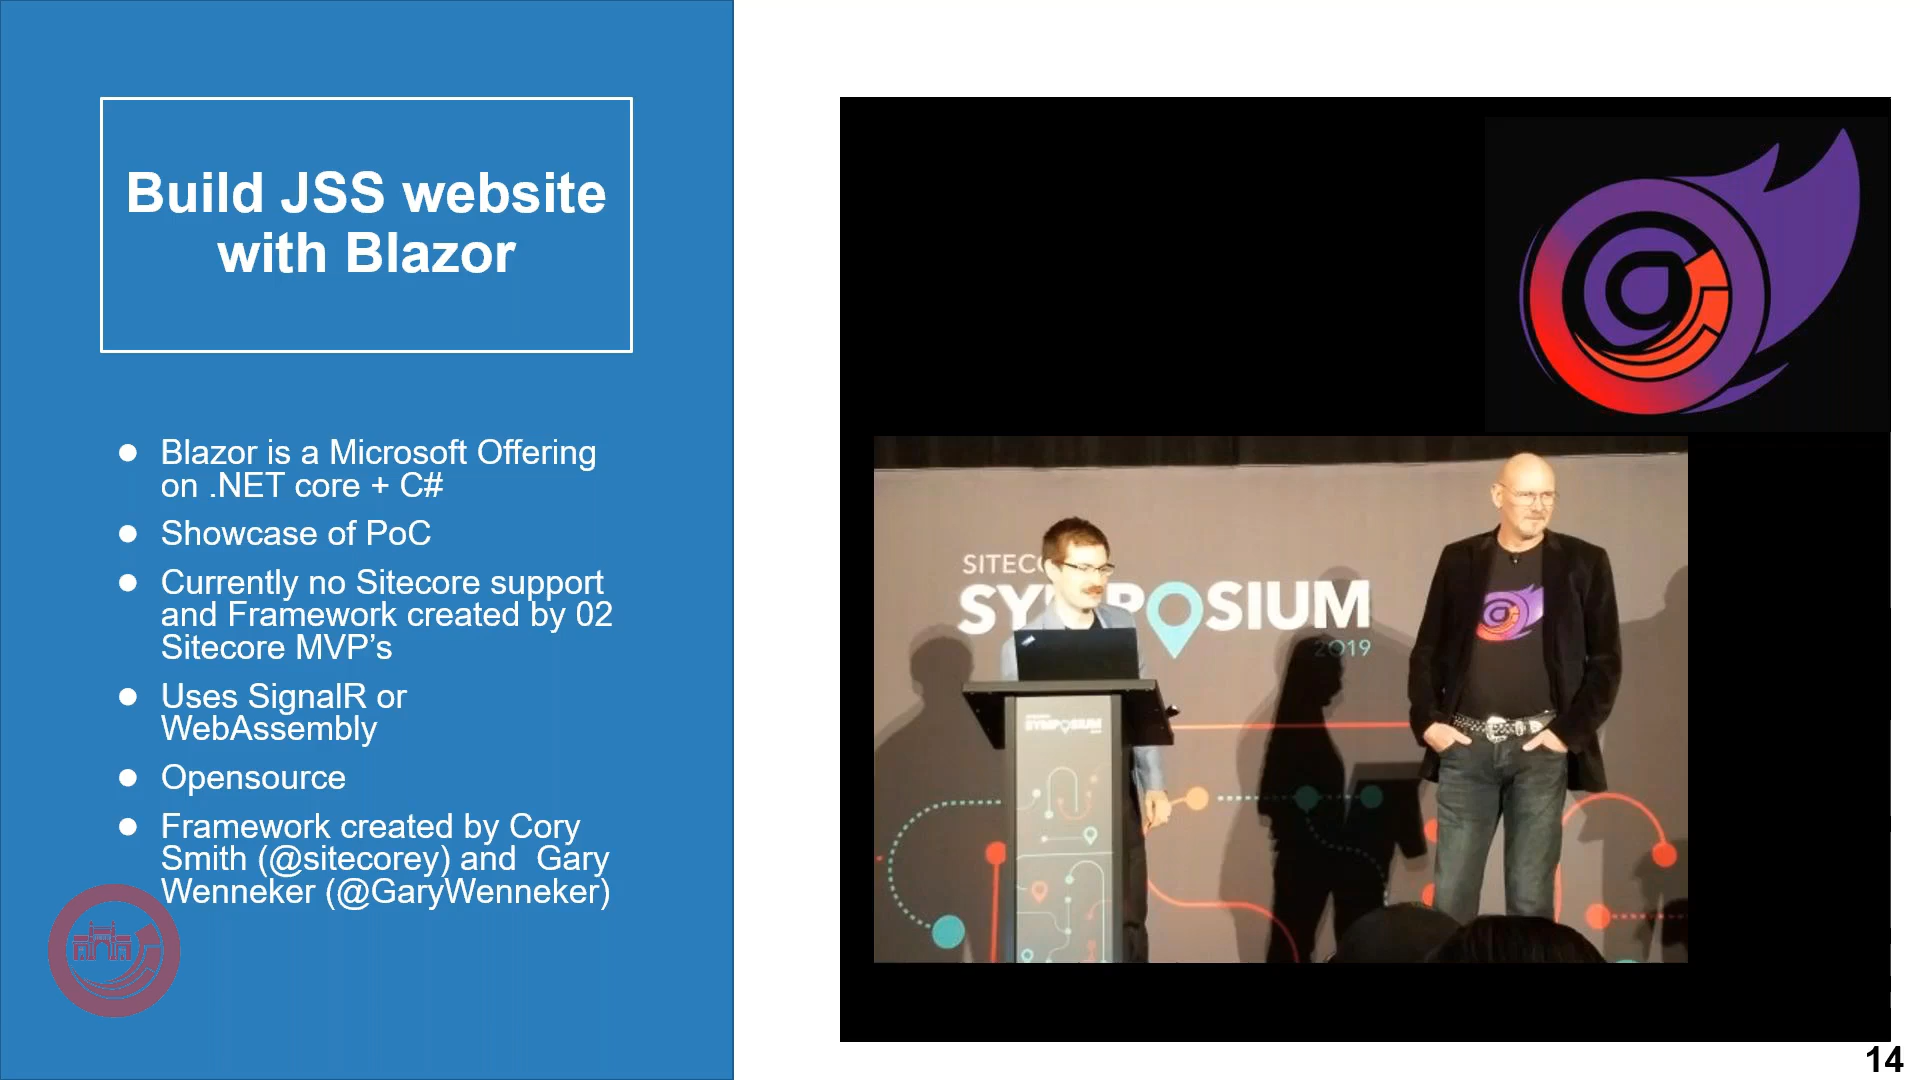 Build JSS website
with Blazor
● Blazor is a Microsoft Offering
on .NET core + C#
● Showcase of PoC
● Currently no Sitecore support
and Framework created by 02
Sitecore MVP’s
● Uses SignalR or
WebAssembly
● Opensource
● Framework created by Cory
Smith (@sitecorey) and  Gary
Wenneker (@GaryWenneker)
SITEC
SY POSIUM
2019
SYMPOSIUM
14